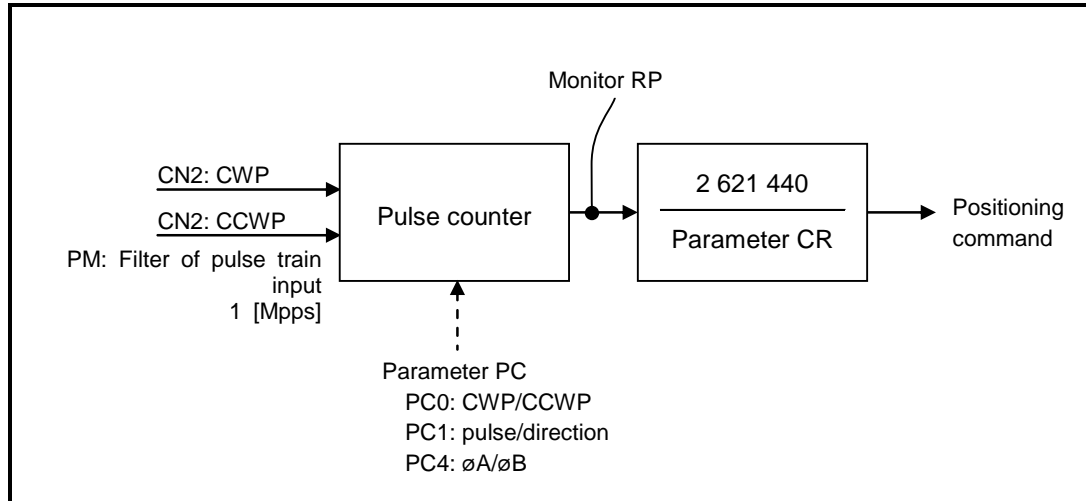 Monitor RP
CN2: CWP
CN2: CCWP
PM: Filter of pulse train
input
1 [Mpps]
Pulse counter
2 621 440
Parameter CR
Positioning
command
Parameter PC
PC0: CWP/CCWP
PC1: pulse/direction
PC4: øA/øB